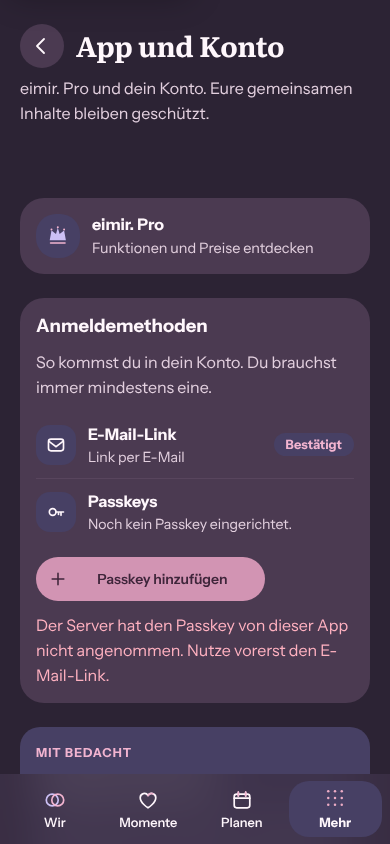 App und Konto
eimir. Pro und dein Konto. Eure gemeinsamen
Inhalte bleiben geschützt.
eimir. Pro
Funktionen und Preise entdecken
Anmeldemethoden
So kommst du in dein Konto. Du brauchst
immer mindestens eine.
E-Mail-Link
Bestätigt
Link per E-Mail
Passkeys
Noch kein Passkey eingerichtet.
Passkey hinzufügen
Der Server hat den Passkey von dieser App
nicht angenommen. Nutze vorerst den E-
Mail-Link.
MIT BEDACHT
Wir
Momente
Planen
Mehr